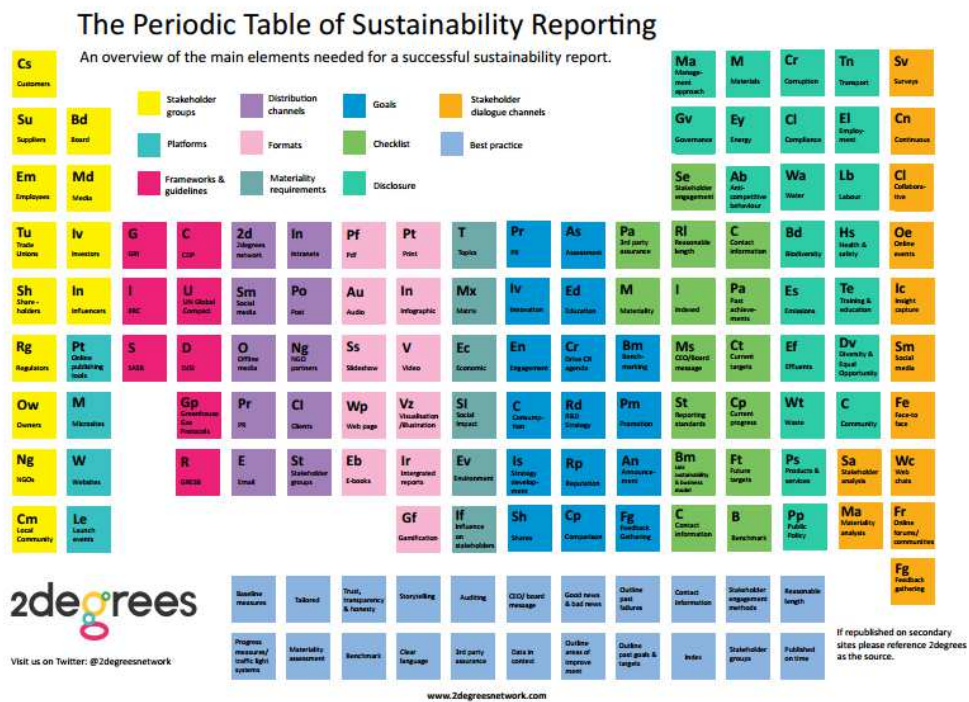 The Periodic Table of Sustainability Reporting
An overview of the main elements needed for a successful sustainability report.
Stakeholder
groups
Distribution
channels
Goals
Stakeholder
dialogue channels
Platforms
Formats
Checklist
Best practice
Frameworks &
guidelines
Materiality
requirements
Disclosure
Cs
Customers
Ma
Manage-
ment
approach
M
Materials
Cr
Corruption
Tn
Transport
Sv
Surveys
Su
Suppliers
Bd
Board
Gv
Governance
Ey
Energy
Cl
Compliance
El
Employ-
ment
Cn
Continuous
Em
Employees
Md
Media
Se
Stakeholder
engagement
Ab
Anti-
competitive
behaviour
Wa
Water
Lb
Labour
Cl
Collabora-
tive
Tu
Trade
Unions
Iv
Investors
G
GRI
C
CDP
2d
2degrees
network
In
Intranets
Pf
Pdf
Pt
Print
T
Topics
Pr
PR
As
Assessment
Pa
3rd party
assurance
Rl
Reasonable
length
C
Contact
information
Bd
Biodiversity
Hs
Health &
safety
Oe
Online
events
Sh
Share -
holders
In
Influencers
I
IIRC
U
UN Global
Compact
Sm
Social
media
Po
Post
Au
Audio
In
Infographic
Mx
Matrix
Iv
Innovation
Ed
Education
M
Materiality
I
Indexed
Pa
Past
achieve-
ments
Es
Emissions
Te
Training &
education
Ic
Insight
capture
Rg
Regulators
Pt
Online
publishing
tools
S
SASB
D
DJSI
O
Offline
media
Ng
NGO
partners
Ss
Slideshow
V
Video
Ec
Economic
En
Engagement
Cr
Drive CR
agenda
Bm
Bench-
marking
Ms
CEO/Board
message
Ct
Current
targets
Ef
Effluents
Dv
Diversity &
Equal
Opportunity
Sm
Social
media
Ow
Owners
M
Microsites
Gp
Greenhouse
Gas
Protocols
Pr
PR
Cl
Clients
Wp
Web page
Vz
Visualisation
/illustration
SI
Social
Impact
C
Consump-
tion
Rd
R&D
Strategy
Pm
Promotion
St
Reporting
standards
Cp
Current
progress
Wt
Waste
C
Community
Fe
Face-to
face
Ng
NGOs
W
Websites
R
GRESB
E
Email
St
Stakeholder
groups
Eb
E-books
Ir
Intergrated
reports
Ev
Environment
Is
Strategy
develop-
ment
Rp
Reputation
An
Announce-
ment
Bm
sustainability
& business
model
Ft
Future
targets
Ps
Products &
services
Sa
Stakeholder
analysis
Wc
Web
chats
Cm
Local
Community
Le
Launch
events
Gf
Gamification
If
Influence
on
stakeholders
Sh
Shares
Cp
Comparison
Fg
Feedback
Gathering
C
Contact
information
B
Benchmark
Pp
Public
Policy
Ma
Materiality
analysis
Fr
Online
forums/
communities
Fg
Feedback
gathering
2degrees
Baseline
measures
Tailored
Trust,
transparency
& honesty
Storytelling
Auditing
CEO/ board
message
Good news
& bad news
Outline
past
failures
Contact
information
Stakeholder
engagement
methods
Reasonable
length
Progress
measures/
traffic light
systems
Materiality
assessment
Benchmark
Clear
language
3rd party
assurance
Data in
context
Outline
areas of
improve
ment
Outline
past goals &
targets
Index
Stakeholder
groups
Published
on time
Visit us on Twitter: @2degreesnetwork
If republished on secondary
sites please reference 2degrees
as the source.
www.2degreesnetwork.com